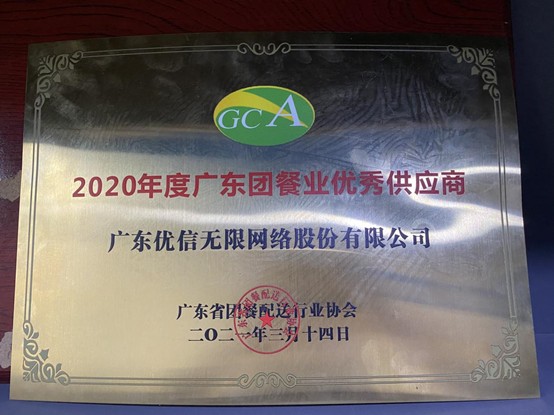 GCA
2020年度广东团餐业优秀供应商
广东优信无限网络股份有限公司
广东省团餐配送行业协会
二〇二一年三月十四日